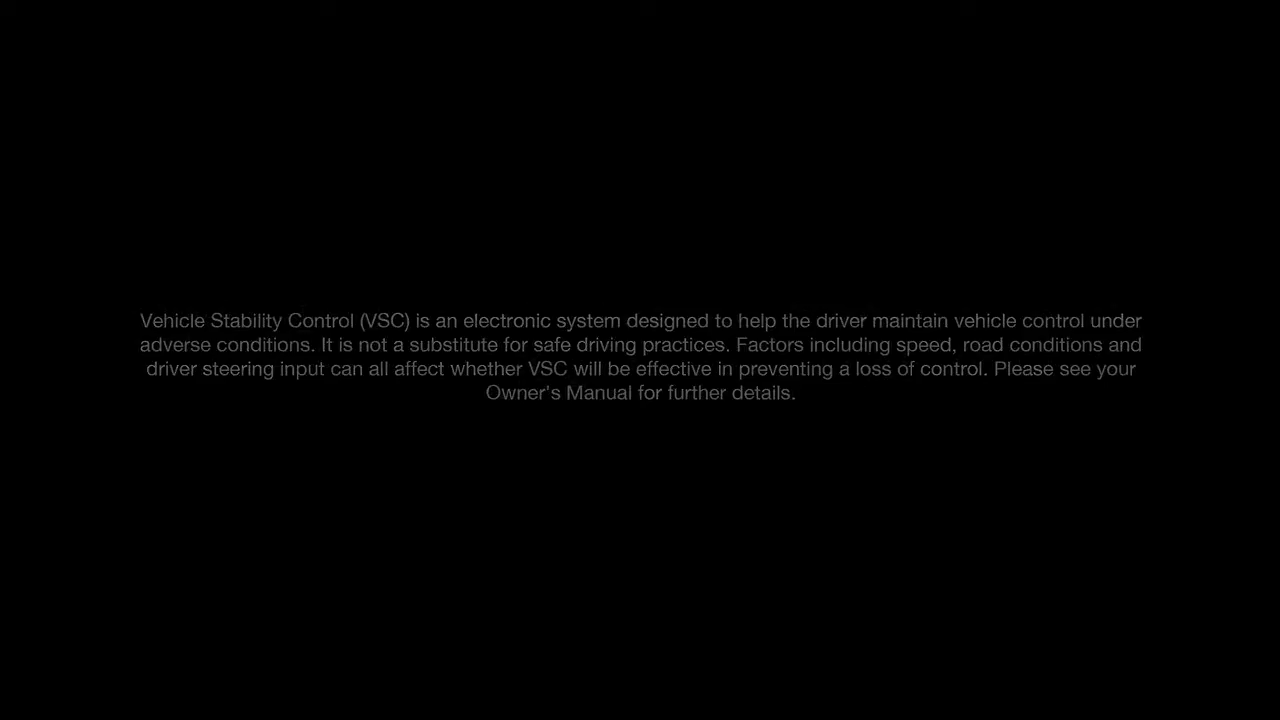 Vehicle Stability Control (VSC) is an electronic system designed to help the driver maintain vehicle control under
adverse conditions. It is not a substitute for safe driving practices. Factors including speed, road conditions and
driver steering input can all affect whether VSC will be effective in preventing a loss of control. Please see your
Owner's Manual for further details.